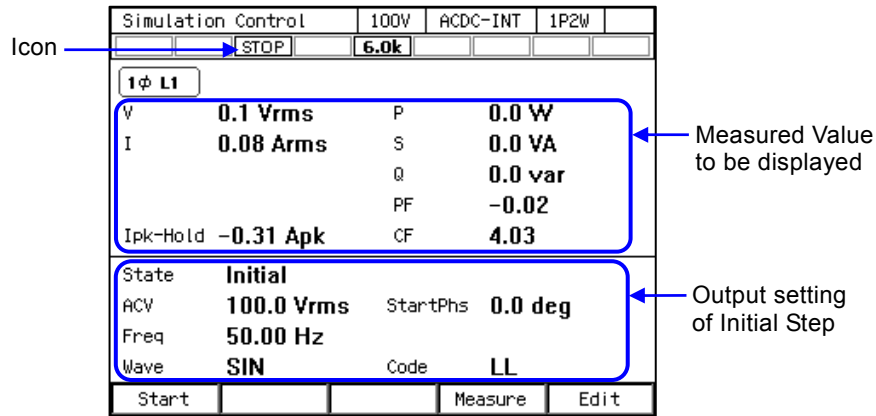 Simulation Control 100V ACDC-INT 1P2W
Icon STOP 6.0k
1ϕ L1
V 0.1 Vrms P 0.0 W
I 0.08 Arms S 0.0 VA
Q 0.0 var
PF -0.02
Ipk-Hold -0.31 Apk CF 4.03
Measured Value
to be displayed
State Initial
ACV 100.0 Vrms StartPhs 0.0 deg
Freq 50.00 Hz
Wave SIN Code LL
Output setting
of Initial Step
Start Measure Edit